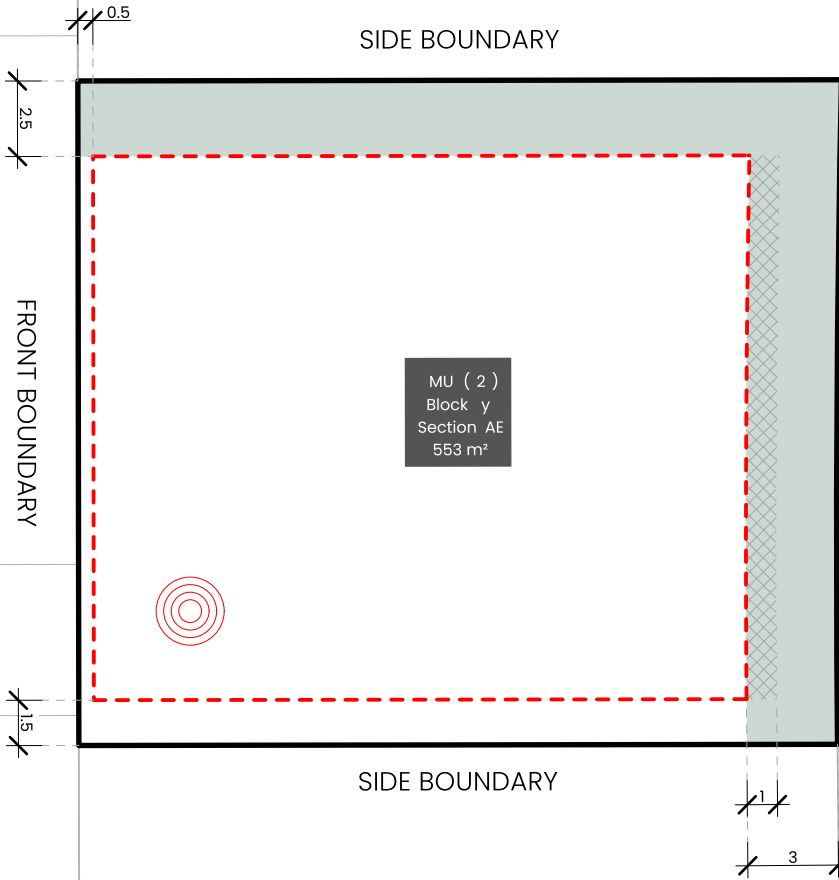 0.5
SIDE BOUNDARY
2.5
FRONT BOUNDARY
MU ( 2 )
Block y
Section AE
553 m²
1.5
SIDE BOUNDARY
1
3